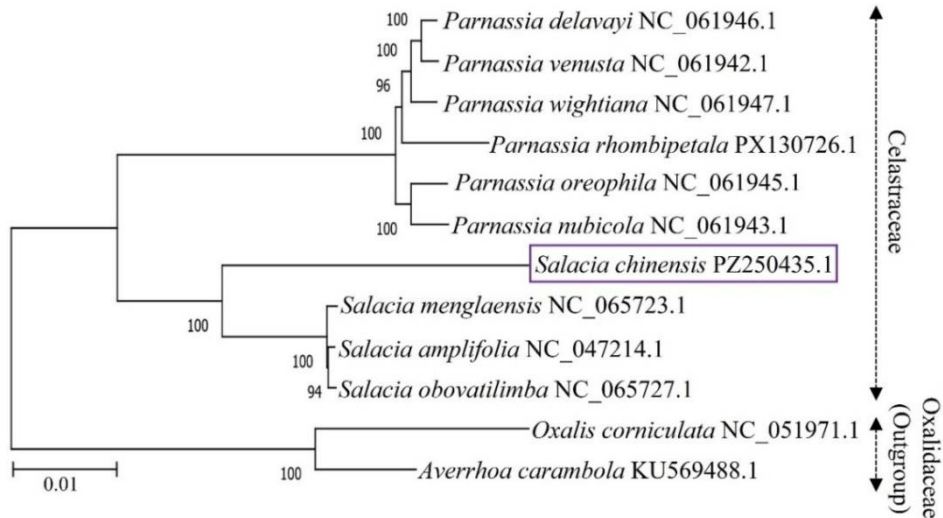 100
Parnassia delavayi NC_061946.1
100
Parnassia venusta NC_061942.1
96
Parnassia wightiana NC_061947.1
100
Parnassia rhombipetala PX130726.1
Parnassia oreophila NC_061945.1
100
Parnassia nubicola NC_061943.1
Salacia chinensis PZ250435.1
Salacia menglaensis NC_065723.1
100
Salacia amplifolia NC_047214.1
100
94
Salacia obovatilimba NC_065727.1
Oxalis corniculata NC_051971.1
100
Averrhoa carambola KU569488.1
0.01
Celastraceae
Oxalidaceae
(Outgroup)